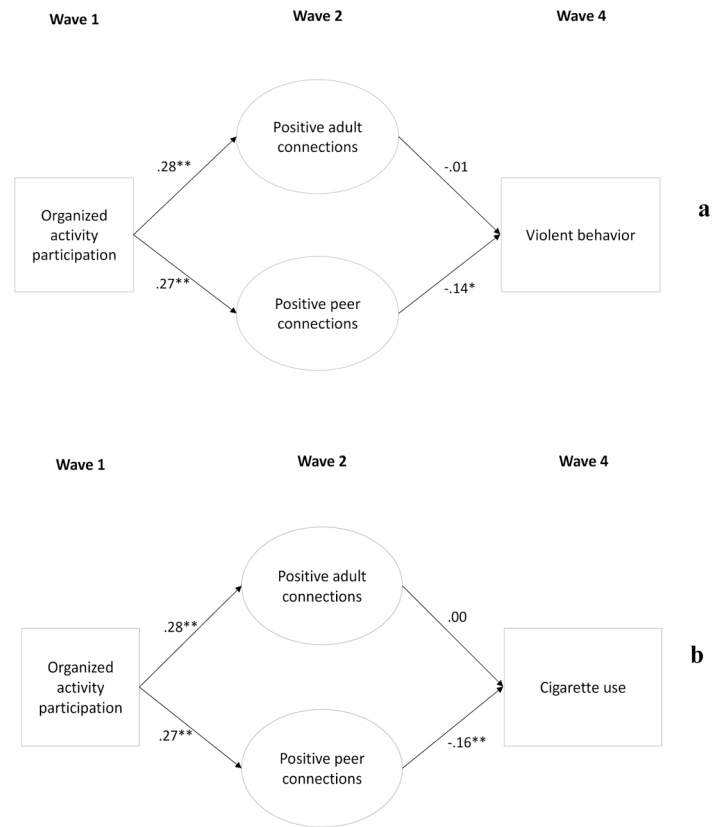 Wave 1
Wave 2
Wave 4
Positive adult
connections
.28**
-.01
Organized
activity
participation
Violent behavior
a
.27**
-.14*
Positive peer
connections
Wave 1
Wave 2
Wave 4
Positive adult
connections
.28**
.00
Organized
activity
participation
Cigarette use
b
.27**
-.16**
Positive peer
connections